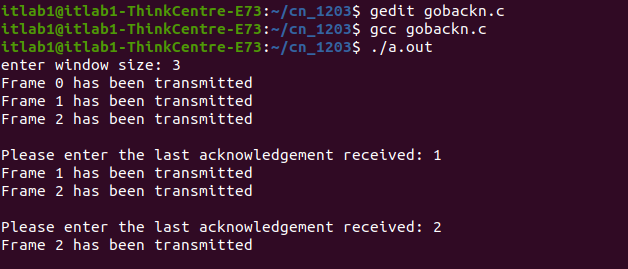 itlab1@itlab1-ThinkCentre-E73:~/cn_1203$ gedit gobackn.c
itlab1@itlab1-ThinkCentre-E73:~/cn_1203$ gcc gobackn.c
itlab1@itlab1-ThinkCentre-E73:~/cn_1203$ ./a.out
enter window size: 3
Frame 0 has been transmitted
Frame 1 has been transmitted
Frame 2 has been transmitted
Please enter the last acknowledgement received: 1
Frame 1 has been transmitted
Frame 2 has been transmitted
Please enter the last acknowledgement received: 2
Frame 2 has been transmitted